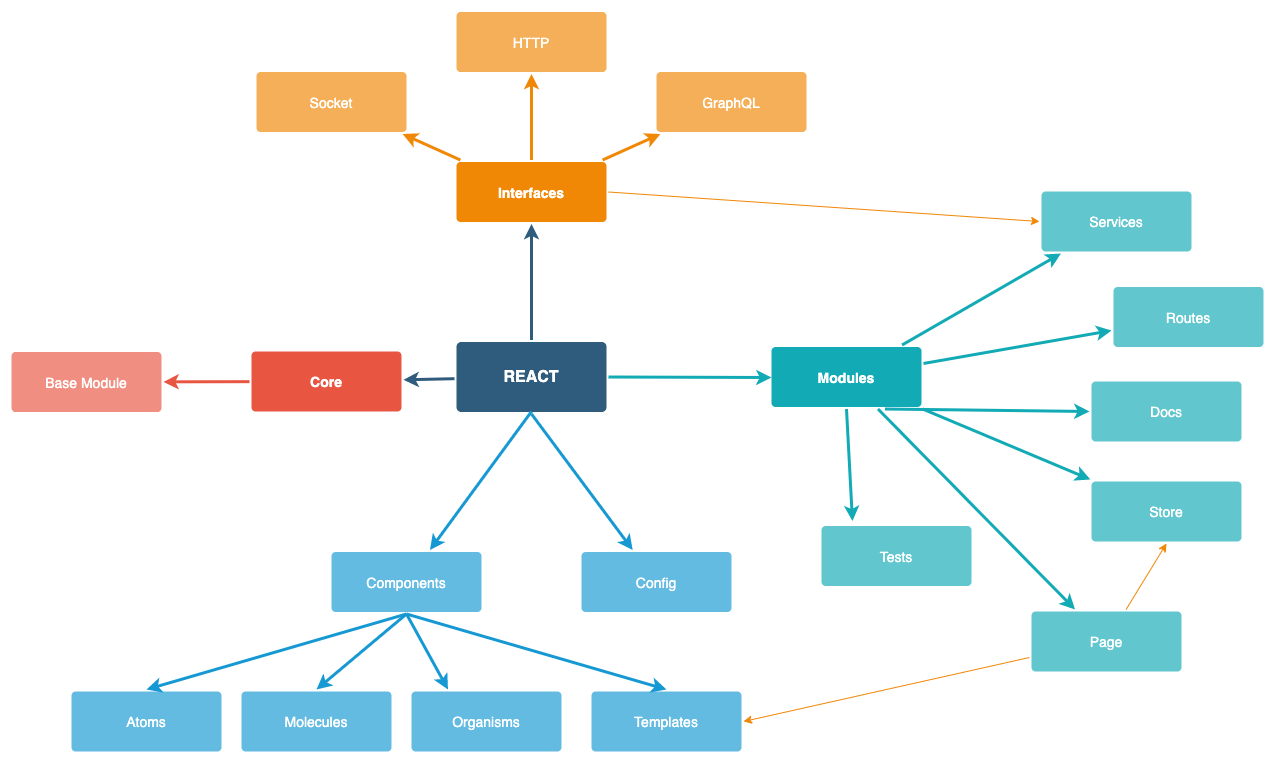 HTTP
Socket
GraphQL
Interfaces
Services
Routes
Base Module
Core
REACT
Modules
Docs
Store
Tests
Components
Config
Page
Atoms
Molecules
Organisms
Templates